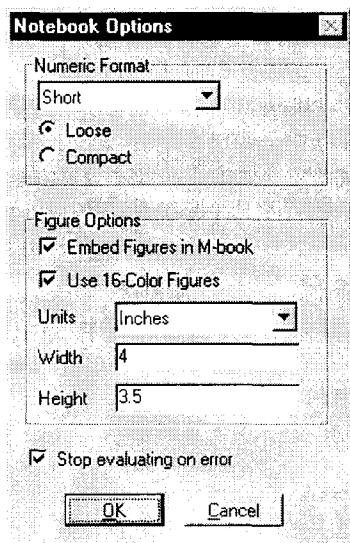 Notebook Options
Numeric Format
Short
Loose
Compact
Figure Options
Embed Figures in M-book
Use 16-Color Figures
Units Inches
Width 4
Height 3.5
Stop evaluating on error
OK Cancel